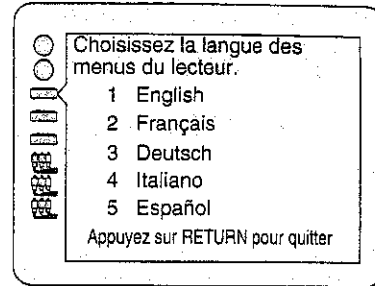 Choisissez la langue des
menus du lecteur.
1 English
2 Français
3 Deutsch
4 Italiano
5 Español
Appuyez sur RETURN pour quitter